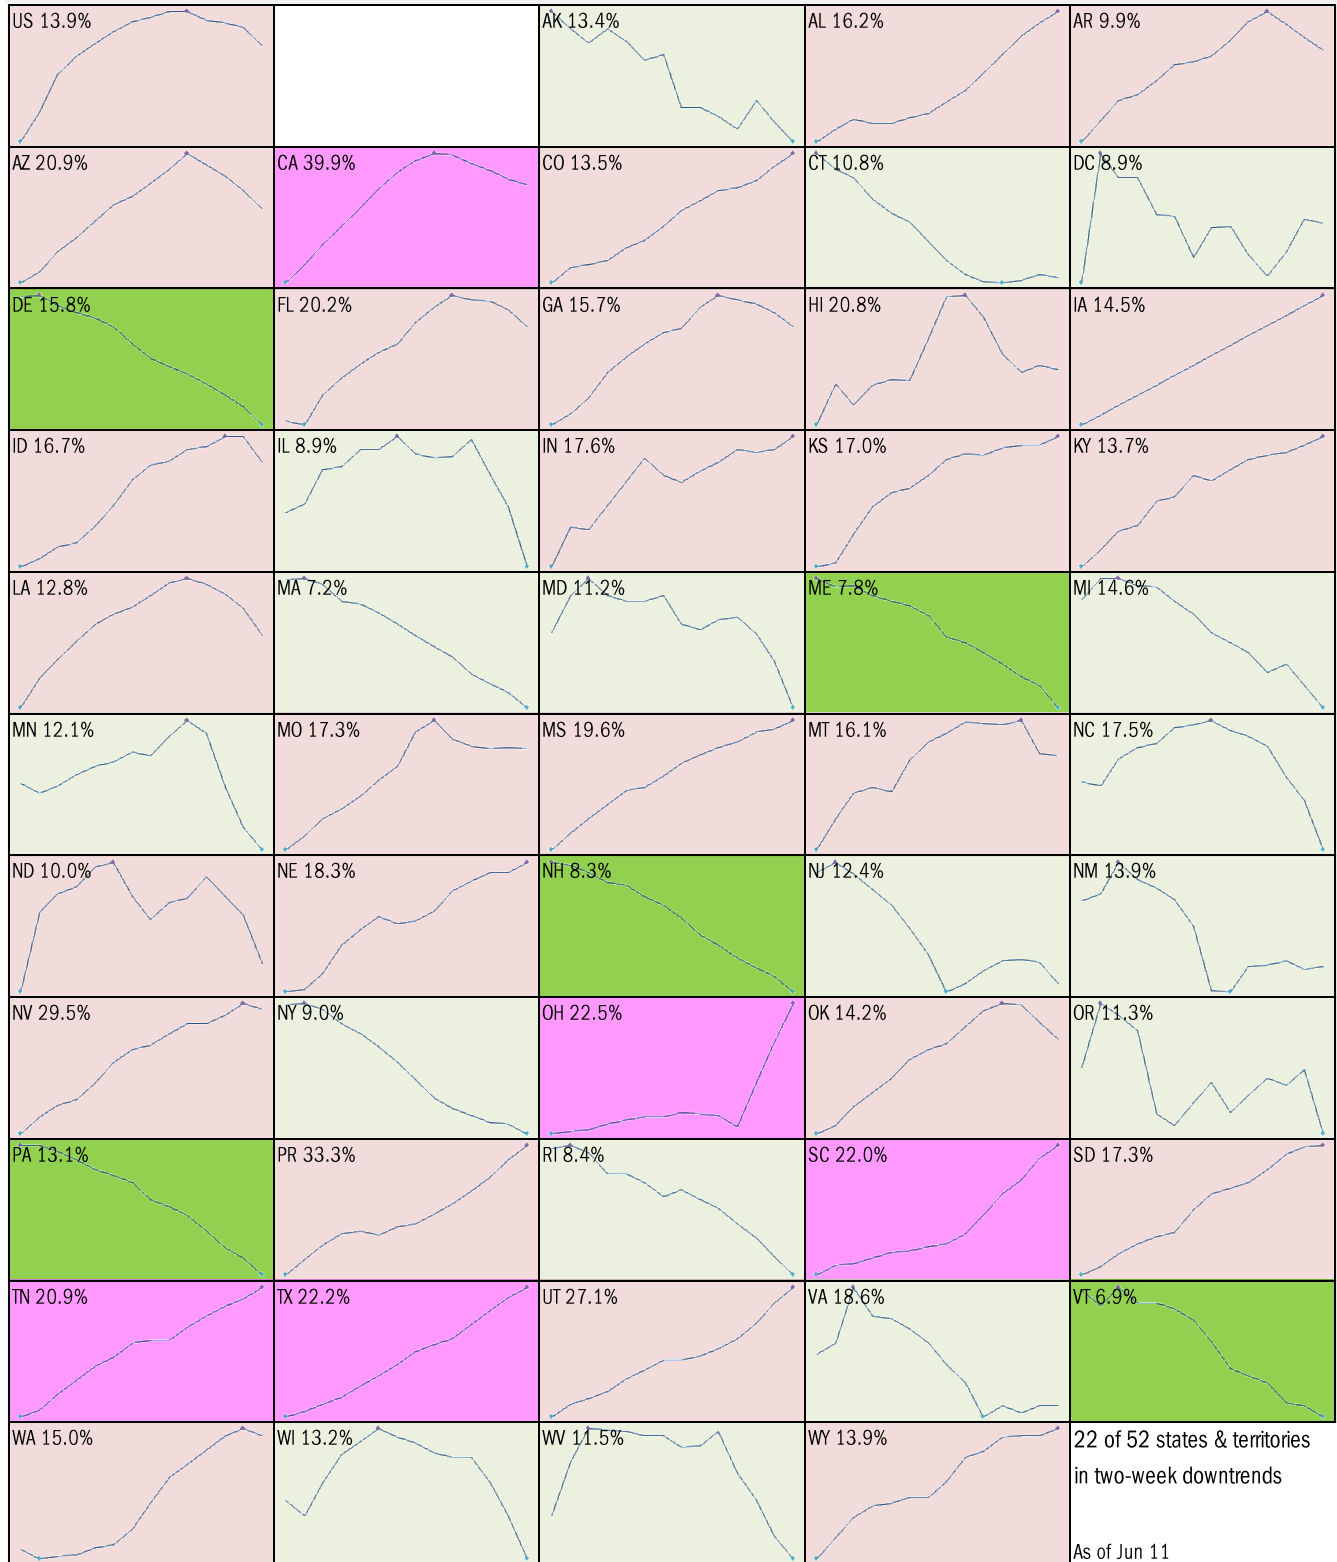 US 13.9%
AK 13.4%
AL 16.2%
AR 9.9%
AZ 20.9%
CA 39.9%
CO 13.5%
CT 10.8%
DC 8.9%
DE 15.8%
FL 20.2%
GA 15.7%
HI 20.8%
IA 14.5%
ID 16.7%
IL 8.9%
IN 17.6%
KS 17.0%
KY 13.7%
LA 12.8%
MA 7.2%
MD 11.2%
ME 7.8%
MI 14.6%
MN 12.1%
MO 17.3%
MS 19.6%
MT 16.1%
NC 17.5%
ND 10.0%
NE 18.3%
NH 8.3%
NJ 12.4%
NM 13.9%
NV 29.5%
NY 9.0%
OH 22.5%
OK 14.2%
OR 11.3%
PA 13.1%
PR 33.3%
RI 8.4%
SC 22.0%
SD 17.3%
TN 20.9%
TX 22.2%
UT 27.1%
VA 18.6%
VT 6.9%
WA 15.0%
WI 13.2%
WV 11.5%
WY 13.9%
22 of 52 states & territories
in two-week downtrends
As of Jun 11